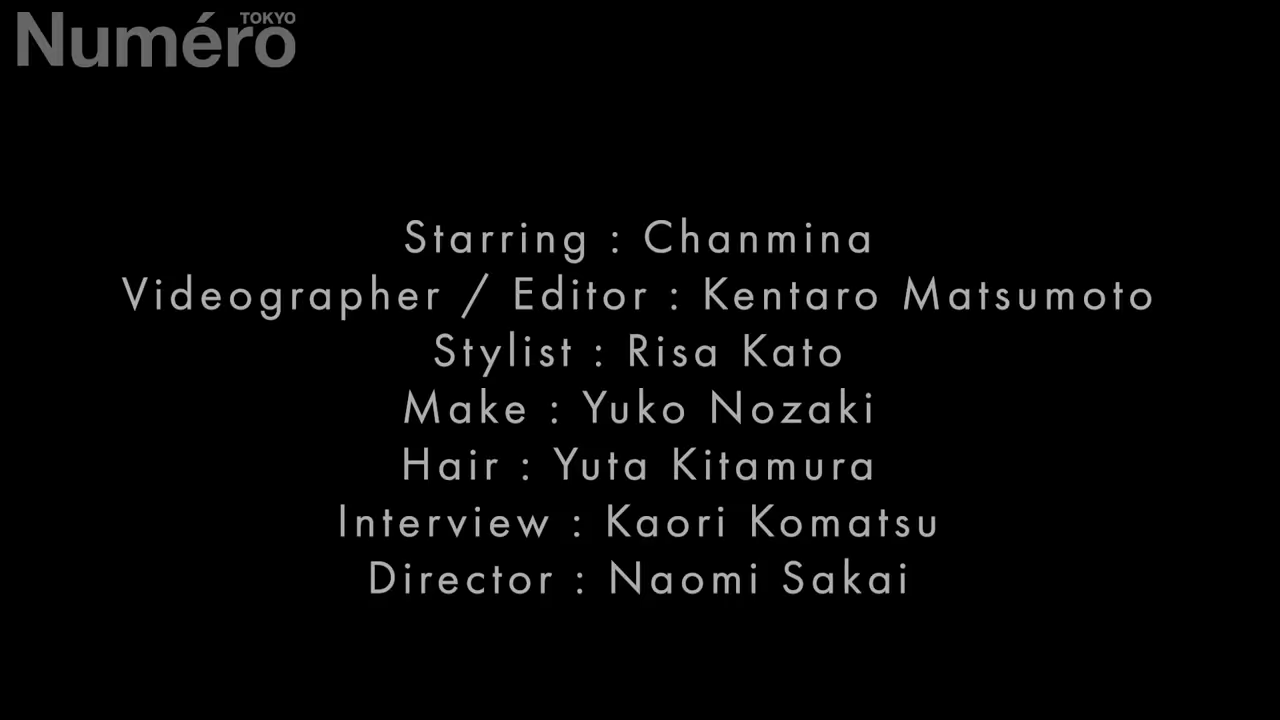 Numéro TOKYO
Starring : Chanmina
Videographer / Editor : Kentaro Matsumoto
Stylist : Risa Kato
Make : Yuko Nozaki
Hair : Yuta Kitamura
Interview : Kaori Komatsu
Director : Naomi Sakai